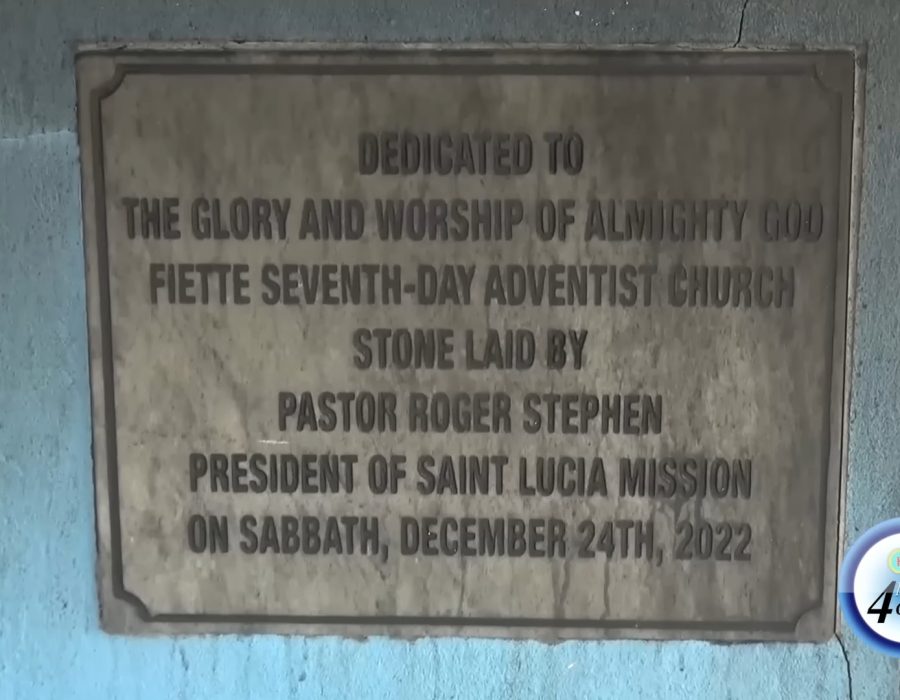 DEDICATED TO
THE GLORY AND WORSHIP OF ALMIGHTY GOD
FIETTE SEVENTH-DAY ADVENTIST CHURCH
STONE LAID BY
PASTOR ROGER STEPHEN
PRESIDENT OF SAINT LUCIA MISSION
ON SABBATH, DECEMBER 24TH, 2022
4